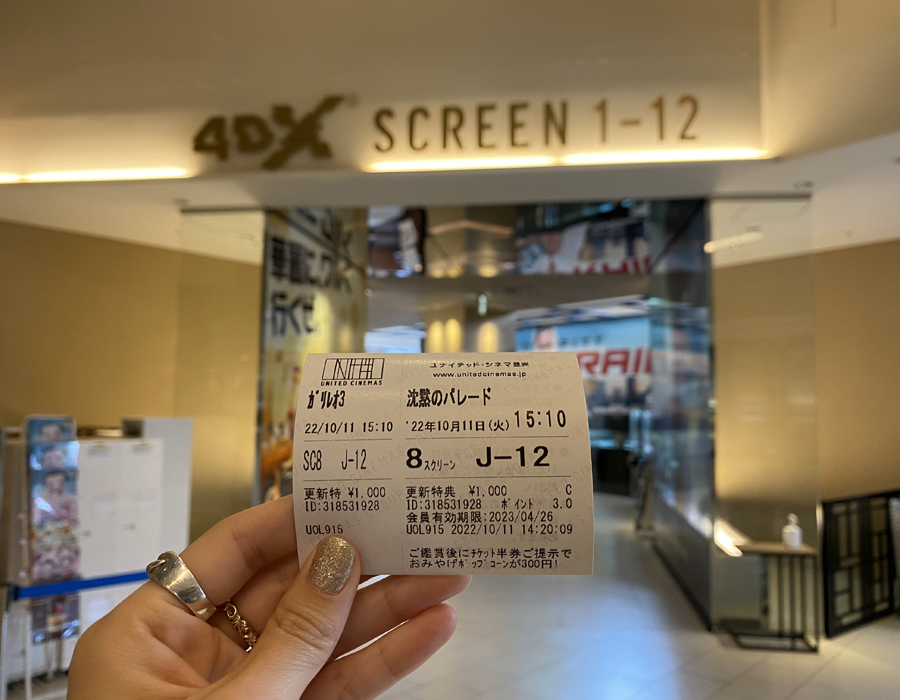 4DX SCREEN 1-12
行くぜ
RAIL
UNITED CINEMAS
ｶﾞﾘﾚｵ3
22/10/11 15:10
SC8 J-12
更新特 ¥1,000
ID:318531928
UOL915
ユナイテッド・シネマ豊洲
www.unitedcinemas.jp
沈黙のパレード
'22年10月11日(火) 15:10
8スクリーン J-12
更新特典 ¥1,000 C
ID:318531928 ﾎﾟｲﾝﾄ 3.0
会員有効期限:2023/04/26
UOL915 2022/10/11 14:20:09
ご鑑賞後にﾁｹｯﾄ半券ご提示で
おみやげﾎﾟｯﾌﾟｺｰﾝが300円!